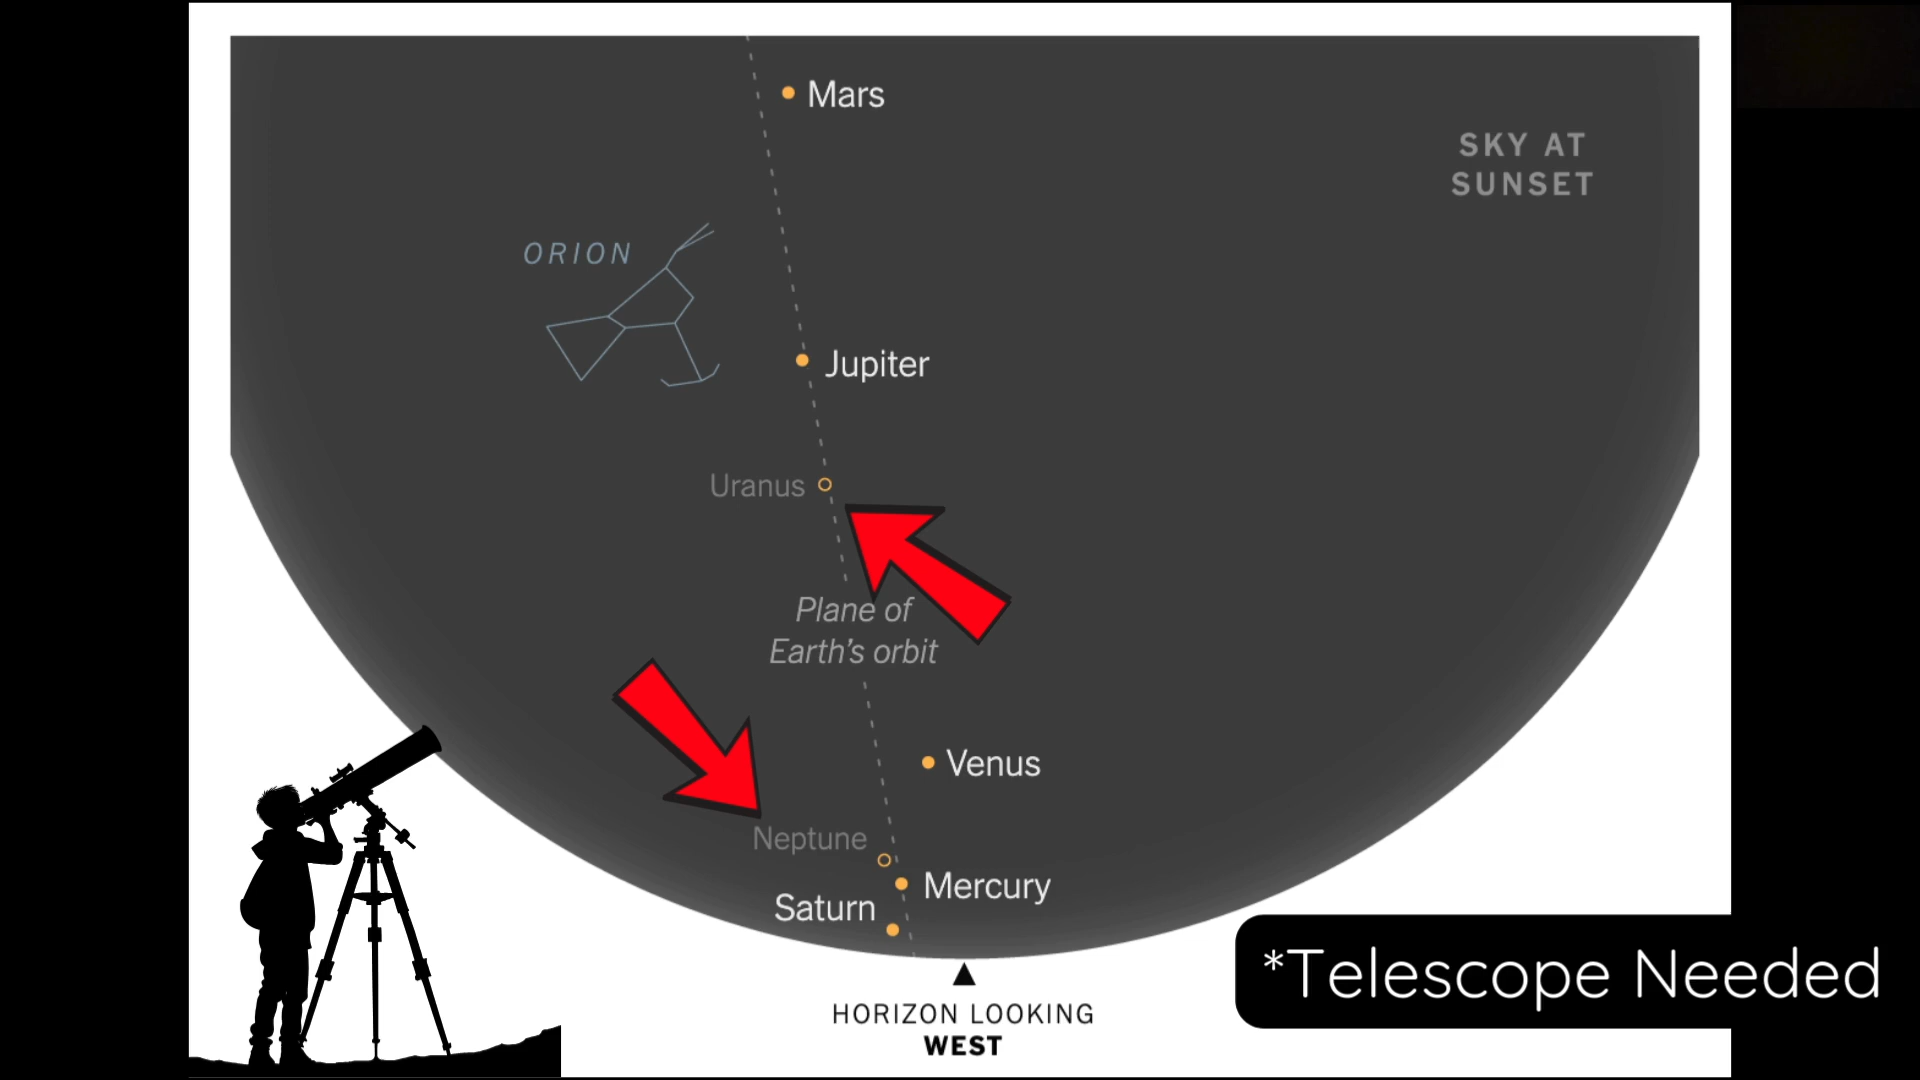 Mars
SKY AT
SUNSET
ORION
Jupiter
Uranus
Plane of
Earth's orbit
Venus
Neptune
Mercury
Saturn
*Telescope Needed
HORIZON LOOKING
WEST